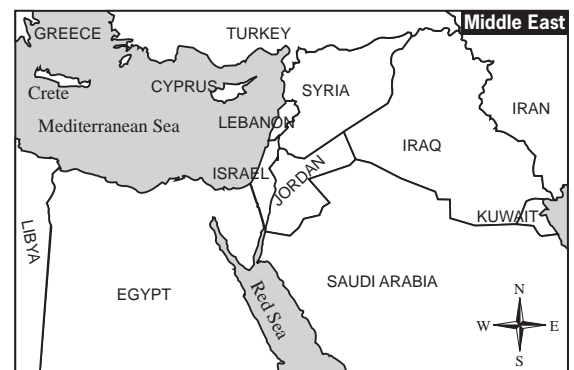 Middle East
GREECE
TURKEY
CYPRUS
SYRIA
Crete
IRAN
Mediterranean Sea
LEBANON
IRAQ
ISRAEL
JORDAN
KUWAIT
LIBYA
EGYPT
Red Sea
SAUDI ARABIA
N
W
E
S